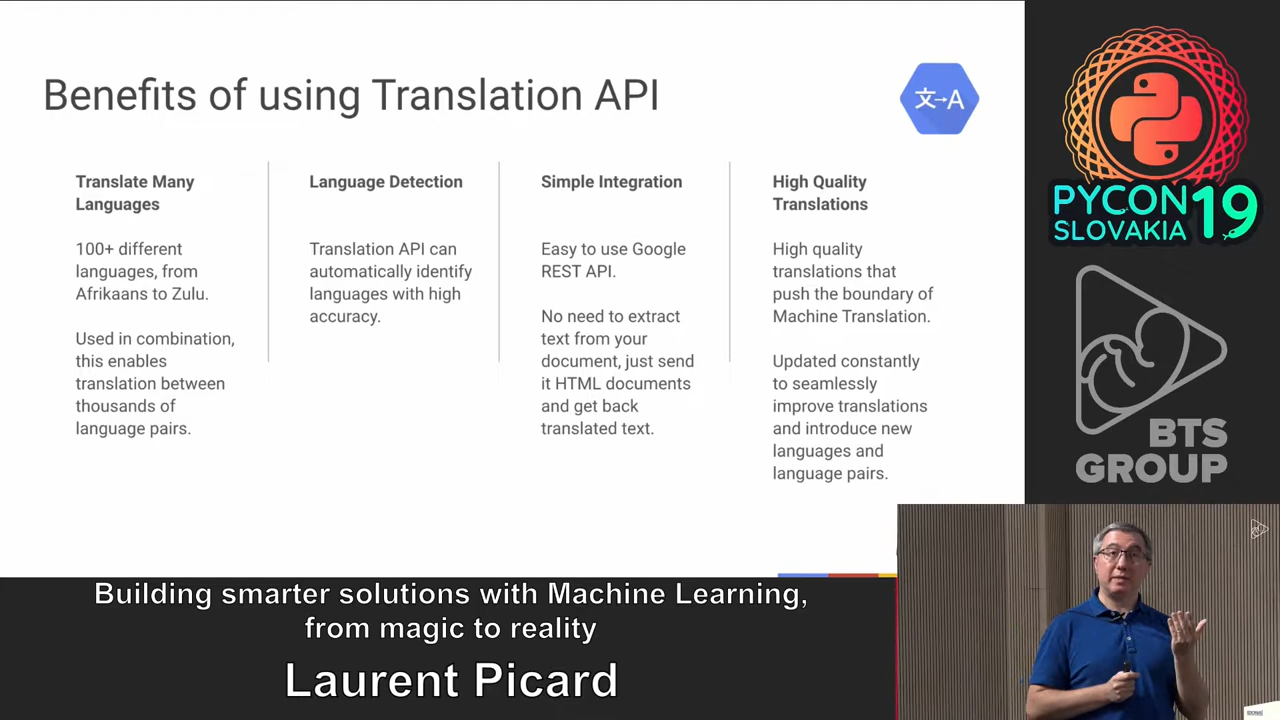 Benefits of using Translation API
文→A
Translate Many
Languages
100+ different
languages, from
Afrikaans to Zulu.
Used in combination,
this enables
translation between
thousands of
language pairs.
Language Detection
Translation API can
automatically identify
languages with high
accuracy.
Simple Integration
Easy to use Google
REST API.
No need to extract
text from your
document, just send
it HTML documents
and get back
translated text.
High Quality
Translations
High quality
translations that
push the boundary of
Machine Translation.
Updated constantly
to seamlessly
improve translations
and introduce new
languages and
language pairs.
PYCON 19
SLOVAKIA
BTS
GROUP
Building smarter solutions with Machine Learning,
from magic to reality
Laurent Picard